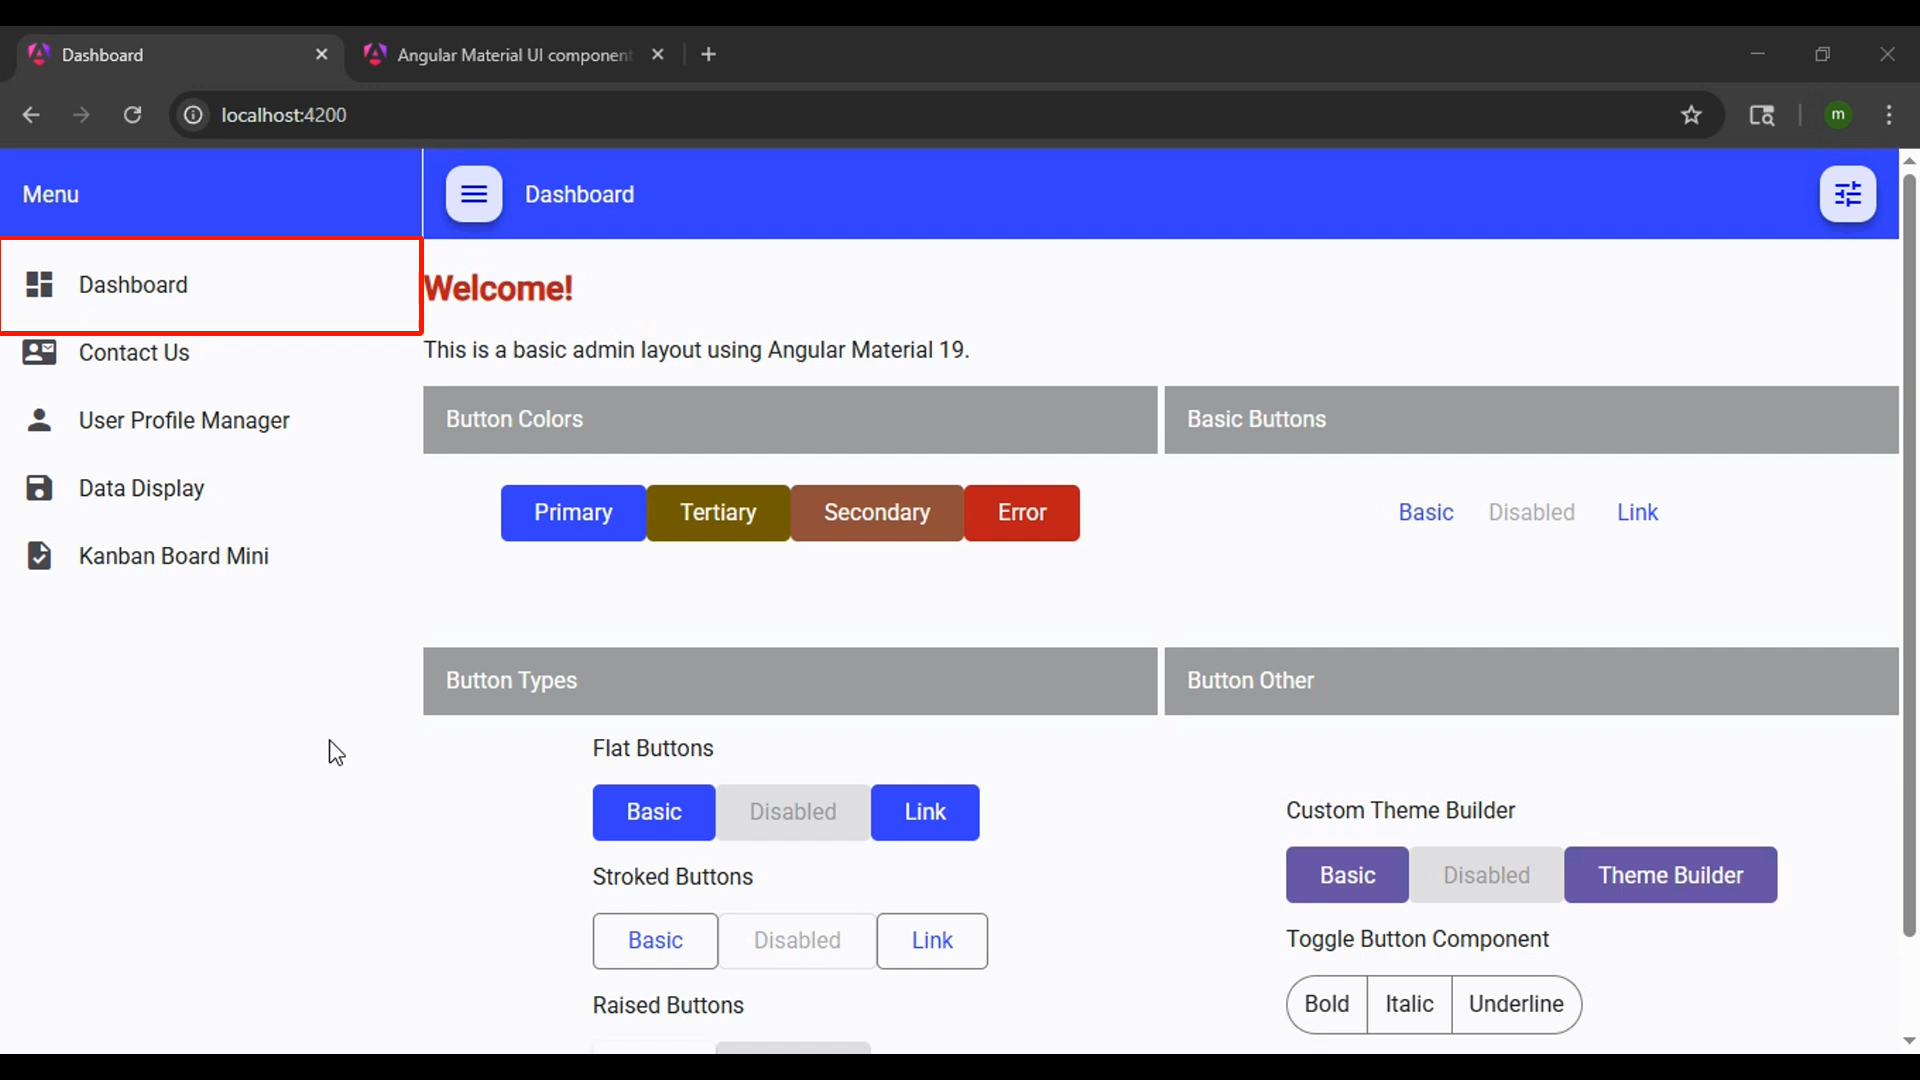 Dashboard
Angular Material UI component
localhost:4200
m
Menu
Dashboard
Dashboard
Contact Us
User Profile Manager
Data Display
Kanban Board Mini
Welcome!
This is a basic admin layout using Angular Material 19.
Button Colors
Primary Tertiary Secondary Error
Basic Buttons
Basic Disabled Link
Button Types
Flat Buttons
Basic Disabled Link
Stroked Buttons
Basic Disabled Link
Raised Buttons
Button Other
Custom Theme Builder
Basic Disabled Theme Builder
Toggle Button Component
Bold Italic Underline